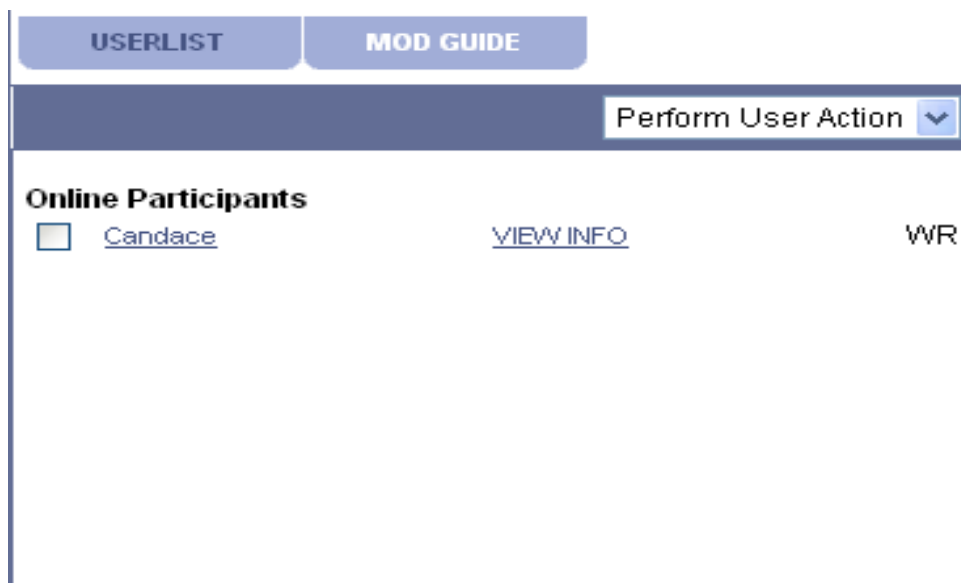 USERLIST MOD GUIDE
Perform User Action
Online Participants
Candace VIEW INFO WR